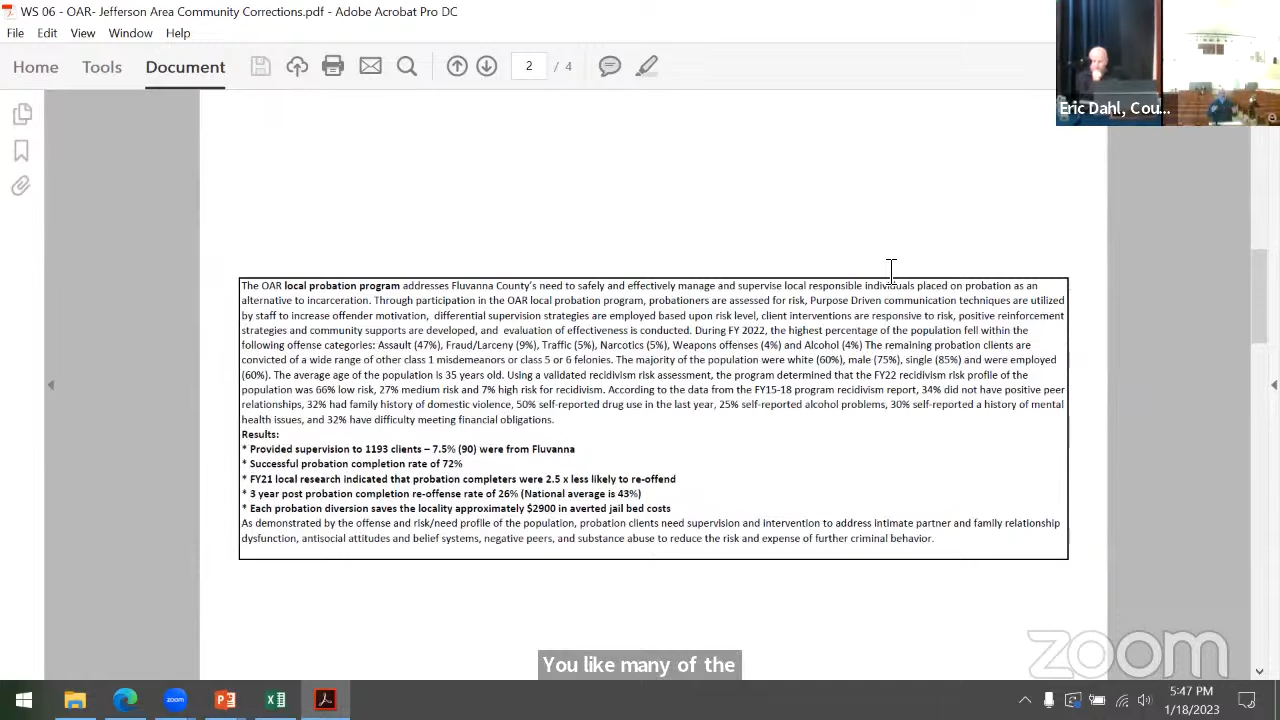 WS 06 - OAR- Jefferson Area Community Corrections.pdf - Adobe Acrobat Pro DC
File Edit View Window Help
Home Tools Document 2 / 4
Eric Dahl, Cou...
The OAR local probation program addresses Fluvanna County's need to safely and effectively manage and supervise local responsible individuals placed on probation as an
alternative to incarceration. Through participation in the OAR local probation program, probationers are assessed for risk, Purpose Driven communication techniques are utilized
by staff to increase offender motivation, differential supervision strategies are employed based upon risk level, client interventions are responsive to risk, positive reinforcement
strategies and community supports are developed, and evaluation of effectiveness is conducted. During FY 2022, the highest percentage of the population fell within the
following offense categories: Assault (47%), Fraud/Larceny (9%), Traffic (5%), Narcotics (5%), Weapons offenses (4%) and Alcohol (4%) The remaining probation clients are
convicted of a wide range of other class 1 misdemeanors or class 5 or 6 felonies. The majority of the population were white (60%), male (75%), single (85%) and were employed
(60%). The average age of the population is 35 years old. Using a validated recidivism risk assessment, the program determined that the FY22 recidivism risk profile of the
population was 66% low risk, 27% medium risk and 7% high risk for recidivism. According to the data from the FY15-18 program recidivism report, 34% did not have positive peer
relationships, 32% had family history of domestic violence, 50% self-reported drug use in the last year, 25% self-reported alcohol problems, 30% self-reported a history of mental
health issues, and 32% have difficulty meeting financial obligations.
Results:
* Provided supervision to 1193 clients – 7.5% (90) were from Fluvanna
* Successful probation completion rate of 72%
* FY21 local research indicated that probation completers were 2.5 x less likely to re-offend
* 3 year post probation completion re-offense rate of 26% (National average is 43%)
* Each probation diversion saves the locality approximately $2900 in averted jail bed costs
As demonstrated by the offense and risk/need profile of the population, probation clients need supervision and intervention to address intimate partner and family relationship
dysfunction, antisocial attitudes and belief systems, negative peers, and substance abuse to reduce the risk and expense of further criminal behavior.
zoom
You like many of the
zoom
5:47 PM
1/18/2023